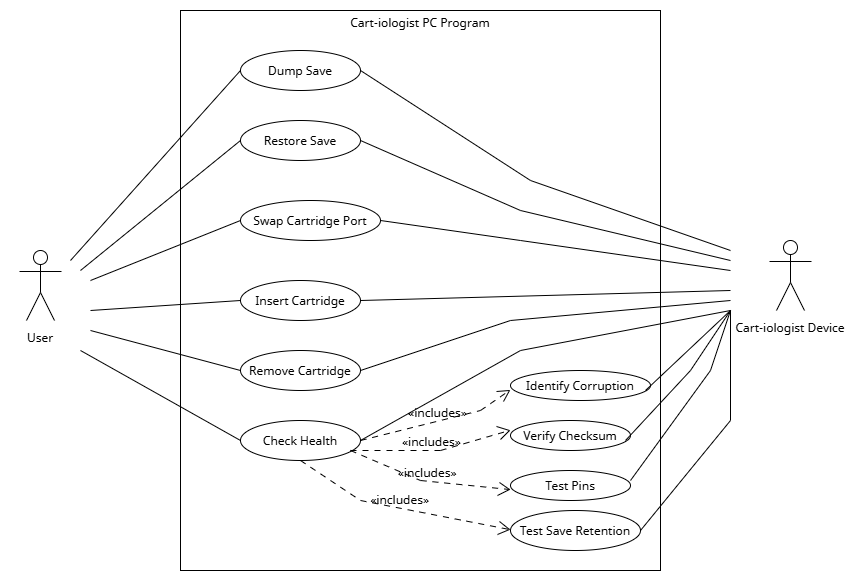 Cart-iologist PC Program
Dump Save
Restore Save
Swap Cartridge Port
Insert Cartridge
User
Cart-iologist Device
Remove Cartridge
Identify Corruption
«includes»
Check Health
Verify Checksum
«includes»
«includes»
Test Pins
«includes»
Test Save Retention